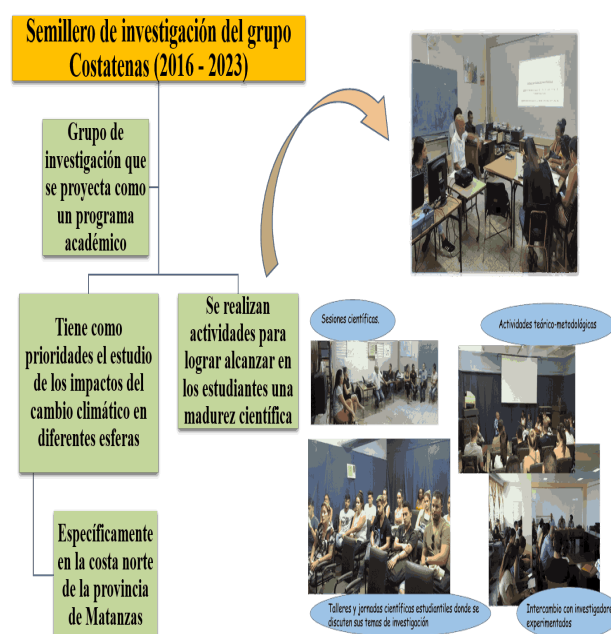 Semillero de investigación del grupo
Costatenas (2016 - 2023)
Grupo de
investigación que
se proyecta como
un programa
académico
Tiene como
prioridades el estudio
de los impactos del
cambio climático en
diferentes esferas
Se realizan
actividades para
lograr alcanzar en
los estudiantes una
madurez científica
Específicamente
en la costa norte
de la provincia
de Matanzas
Sesiones científicas.
Actividades teórico-metodológicas
Talleres y jornadas científicas estudiantiles donde se
discuten sus temas de investigación
Intercambio con investigadore
experimentados